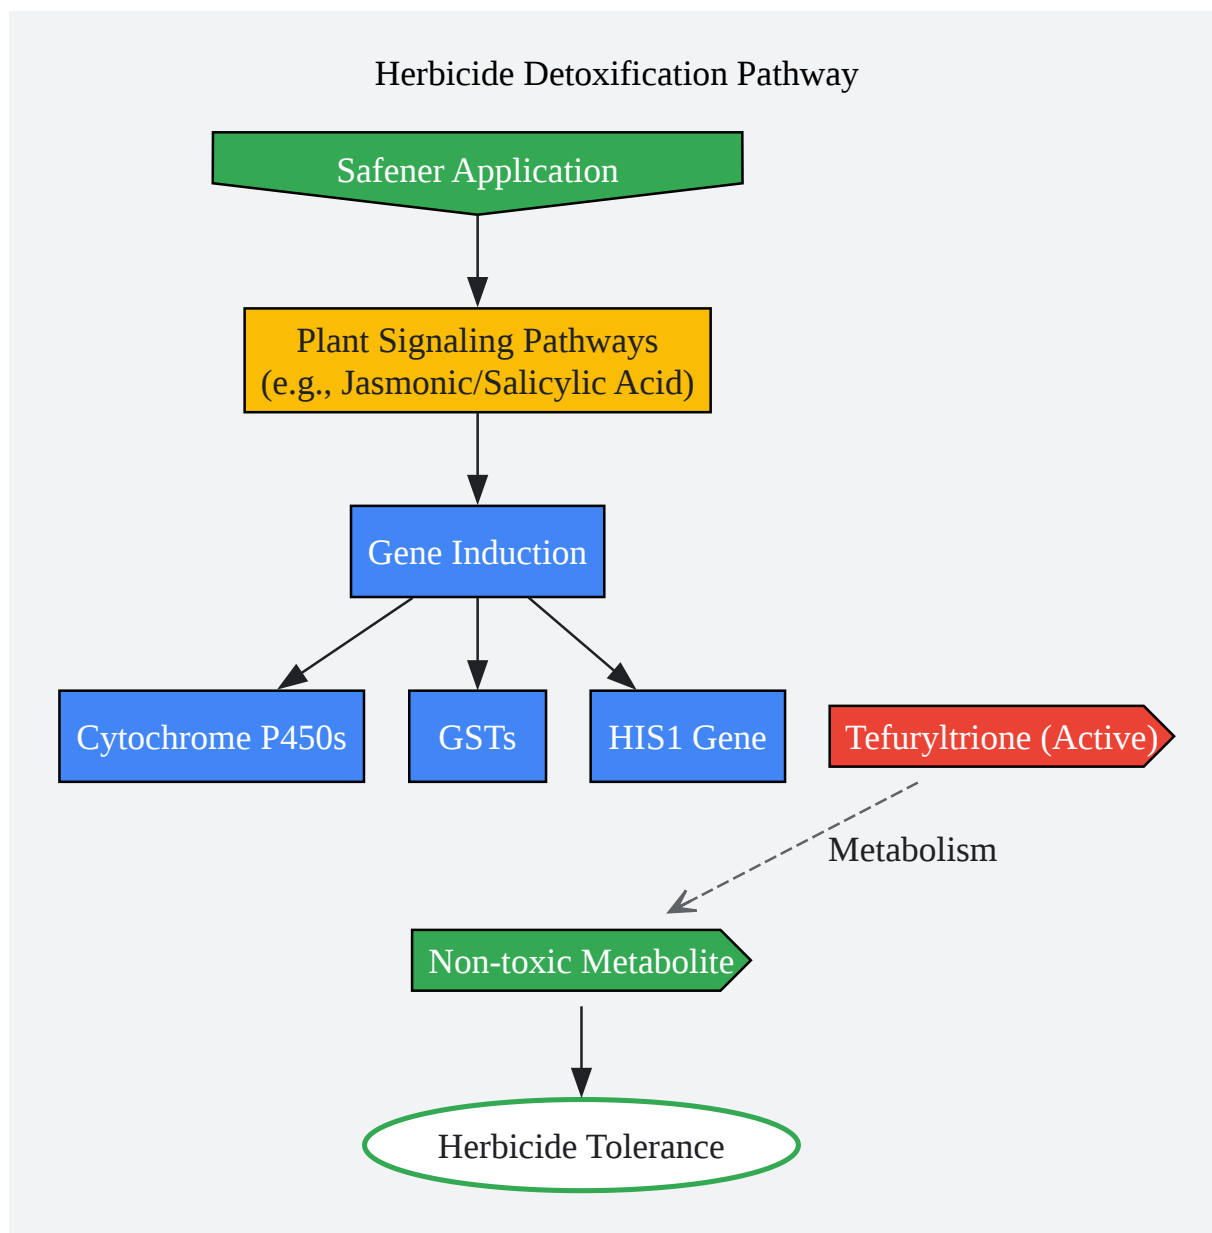 Herbicide Detoxification Pathway
Safener Application
Plant Signaling Pathways
(e.g., Jasmonic/Salicylic Acid)
Gene Induction
Cytochrome P450s
GSTs
HIS1 Gene
Tefuryltrione (Active)
Metabolism
Non-toxic Metabolite
Herbicide Tolerance